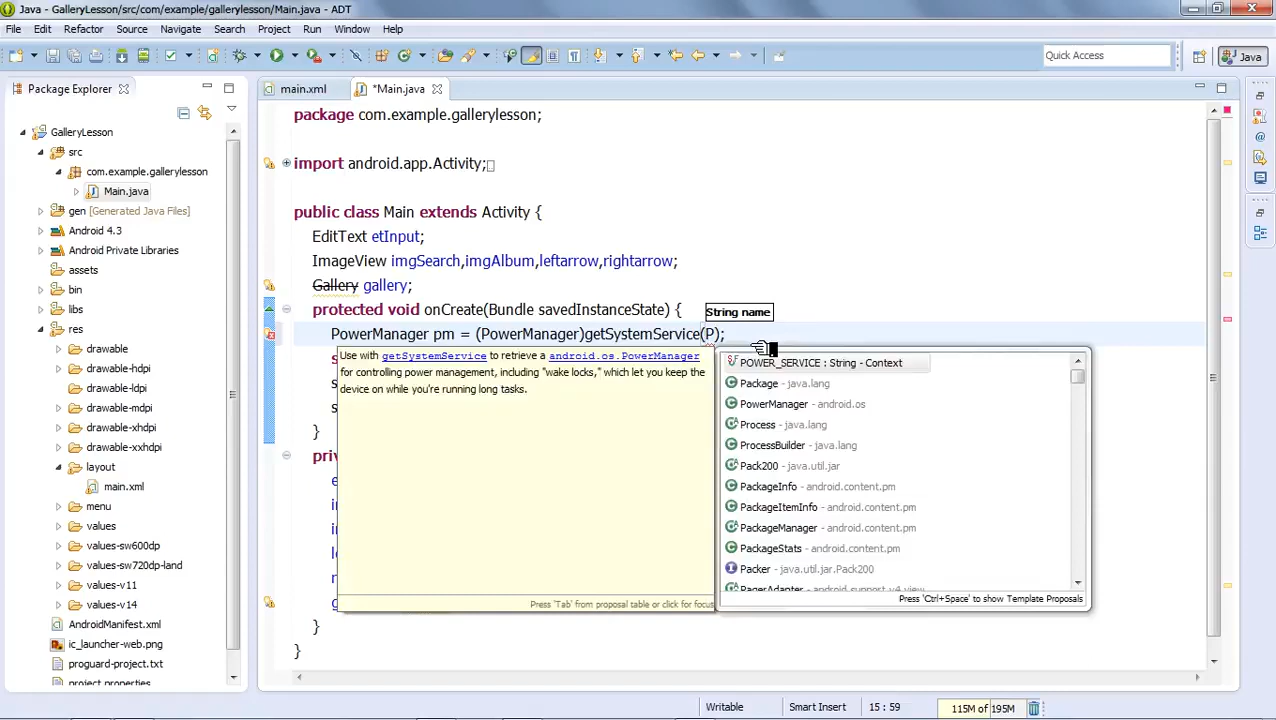 Java - GalleryLesson/src/com/example/gallerylesson/Main.java - ADT
File Edit Refactor Source Navigate Search Project Run Window Help
Quick Access
Java
Package Explorer
main.xml
*Main.java
GalleryLesson
src
com.example.gallerylesson
Main.java
gen [Generated Java Files]
Android 4.3
Android Private Libraries
assets
bin
libs
res
drawable
drawable-hdpi
drawable-ldpi
drawable-mdpi
drawable-xhdpi
drawable-xxhdpi
layout
main.xml
menu
values
values-sw600dp
values-sw720dp-land
values-v11
values-v14
AndroidManifest.xml
ic_launcher-web.png
proguard-project.txt
project.properties
package com.example.gallerylesson;
import android.app.Activity;
public class Main extends Activity {
EditText etInput;
ImageView imgSearch,imgAlbum,leftarrow,rightarrow;
Gallery gallery;
protected void onCreate(Bundle savedInstanceState) {
String name
PowerManager pm = (PowerManager)getSystemService(P);
s
s
s
}
pri
e
i
i
l
r
g
}
}
Use with getSystemService to retrieve a android.os.PowerManager
for controlling power management, including "wake locks," which let you keep the
device on while you're running long tasks.
Press 'Tab' from proposal table or click for focus
POWER_SERVICE : String - Context
Package - java.lang
PowerManager - android.os
Process - java.lang
ProcessBuilder - java.lang
Pack200 - java.util.jar
PackageInfo - android.content.pm
PackageItemInfo - android.content.pm
PackageManager - android.content.pm
PackageStats - android.content.pm
Packer - java.util.jar.Pack200
PagerAdapter - android.support.v4.view
Press 'Ctrl+Space' to show Template Proposals
Writable
Smart Insert
15 : 59
115M of 195M